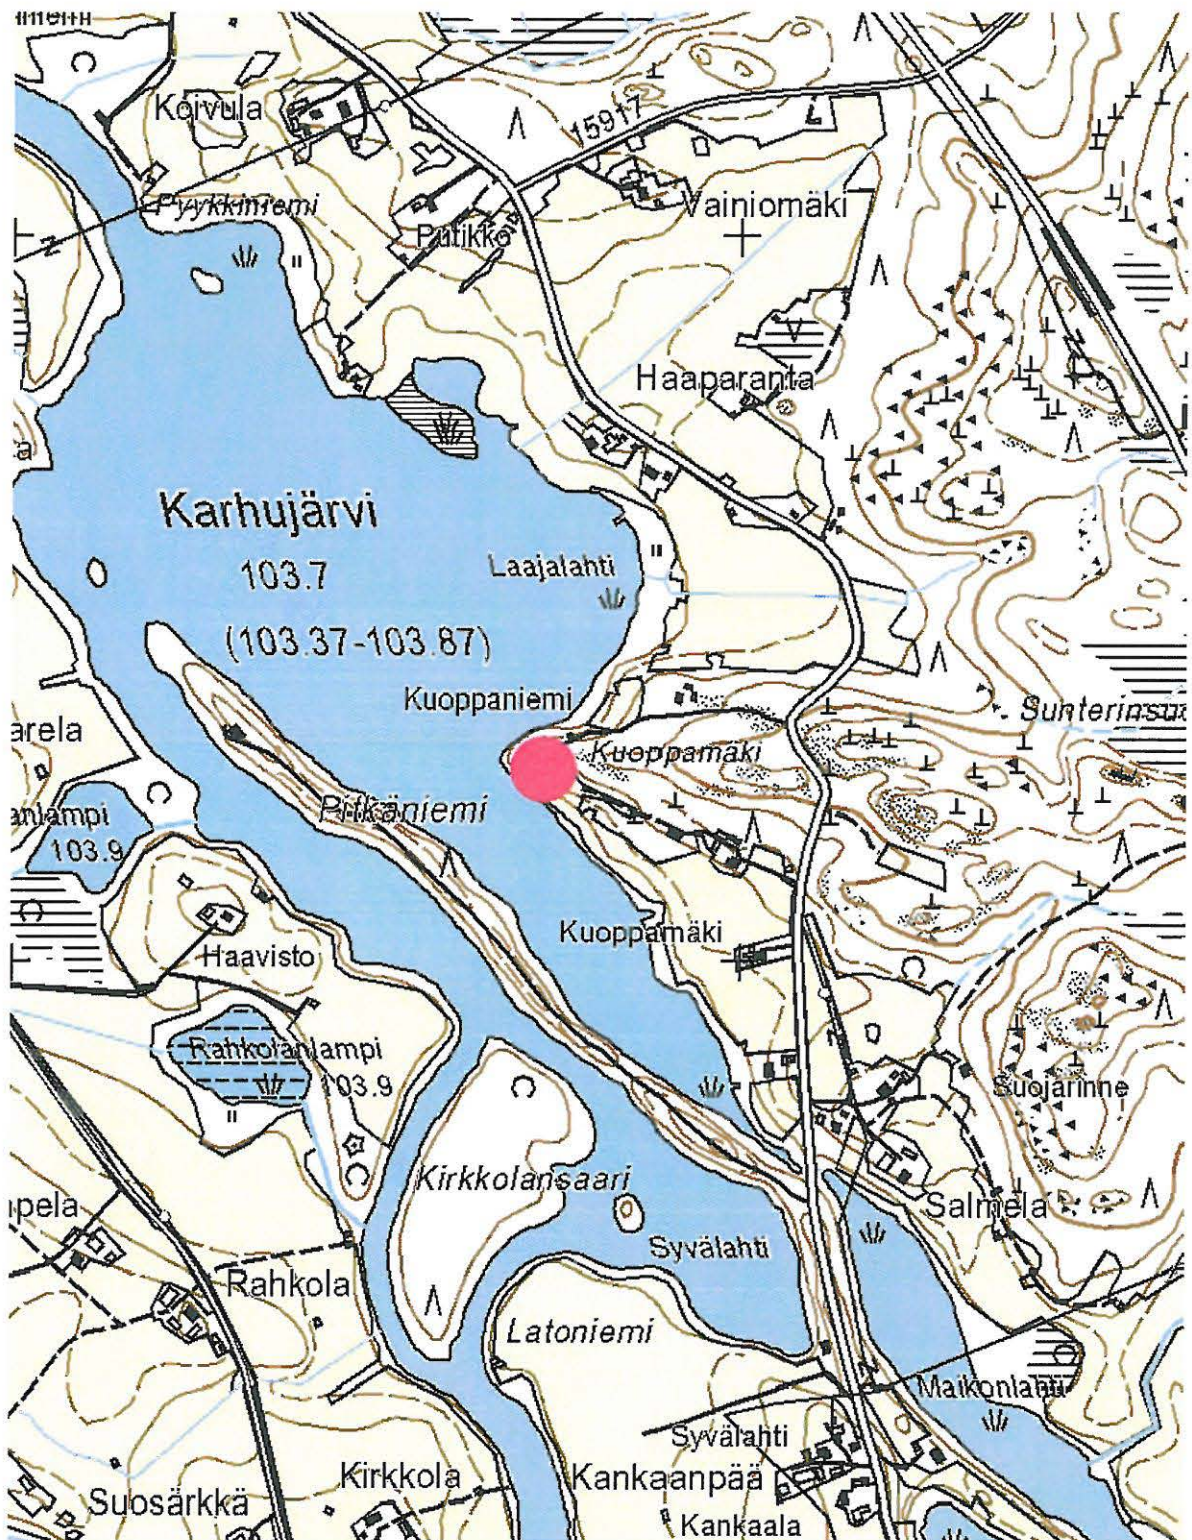 Koivula
15917
Pyykkiniemi
Vainiomäki
Putikko
Haaparanta
Karhujärvi
103.7
Laajalahti
(103.37-103.87)
Kuoppaniemi
Sunterinsuo
arela
Kuoppamäki
Pitkäniemi
anlampi
103.9
Kuoppamäki
Haavisto
Rahkolanlampi
103.9
Suojarinne
Kirkkolansaari
Salmela
pela
Syvälahti
Rahkola
Latoniemi
Maikonlahti
Syvälahti
Kirkkola
Kankaanpää
Suosärkkä
Kankaala